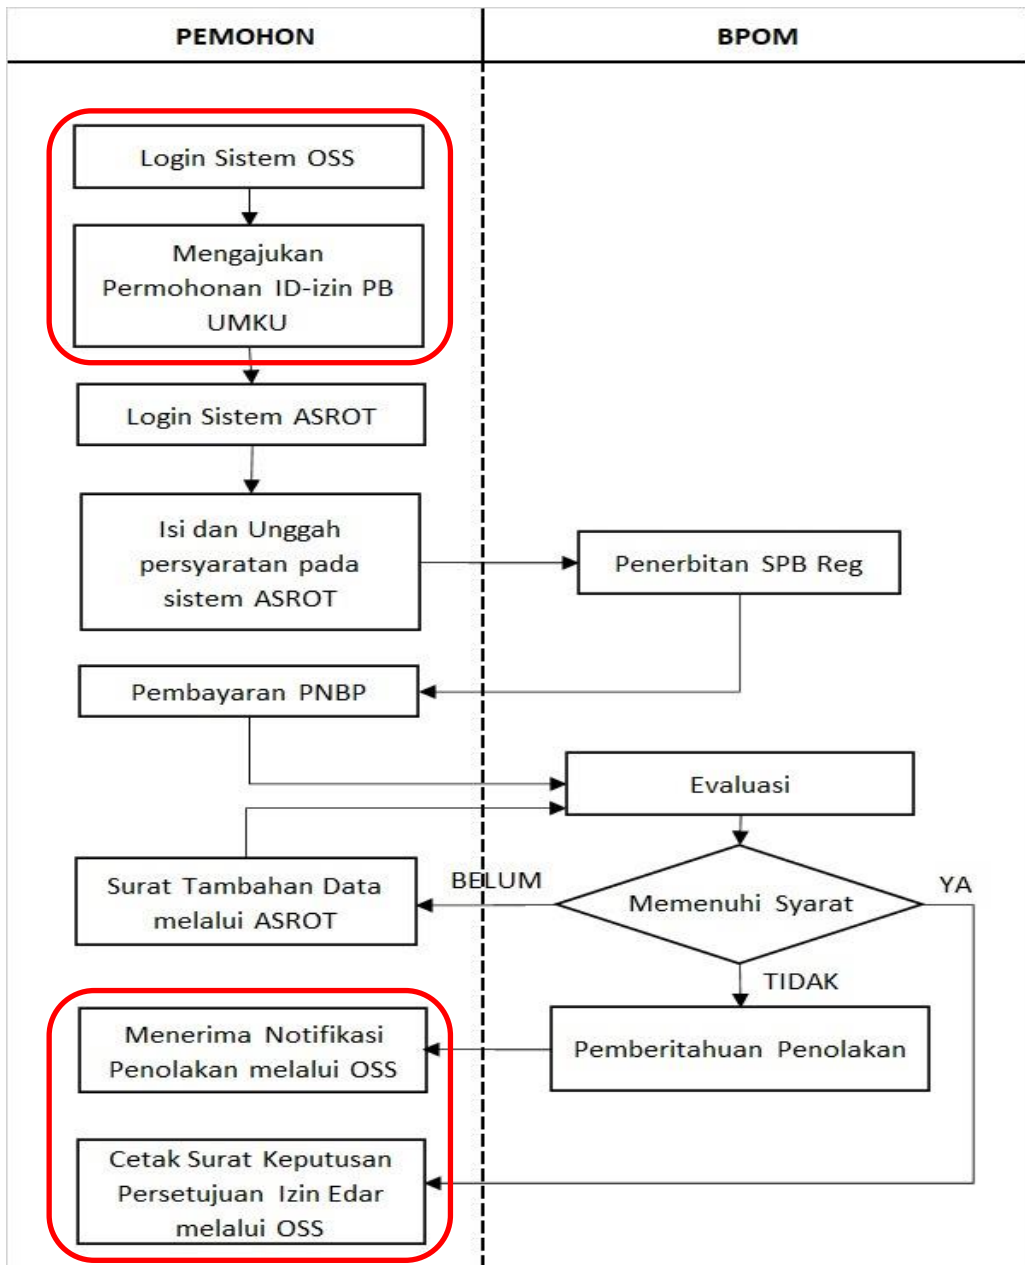 PEMOHON
BPOM
Login Sistem OSS
Mengajukan
Permohonan ID-izin PB
UMKU
Login Sistem ASROT
Isi dan Unggah
persyaratan pada
sistem ASROT
Penerbitan SPB Reg
Pembayaran PNBP
Evaluasi
Memenuhi Syarat
BELUM
YA
TIDAK
Surat Tambahan Data
melalui ASROT
Pemberitahuan Penolakan
Menerima Notifikasi
Penolakan melalui OSS
Cetak Surat Keputusan
Persetujuan Izin Edar
melalui OSS